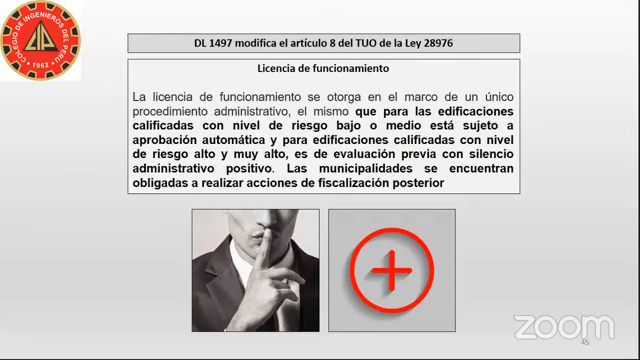 COLEGIO DE INGENIEROS DEL PERU
1962
DL 1497 modifica el artículo 8 del TUO de la Ley 28976
Licencia de funcionamiento
La licencia de funcionamiento se otorga en el marco de un único
procedimiento administrativo, el mismo que para las edificaciones
calificadas con nivel de riesgo bajo o medio está sujeto a
aprobación automática y para edificaciones calificadas con nivel
de riesgo alto y muy alto, es de evaluación previa con silencio
administrativo positivo. Las municipalidades se encuentran
obligadas a realizar acciones de fiscalización posterior
zoom
45